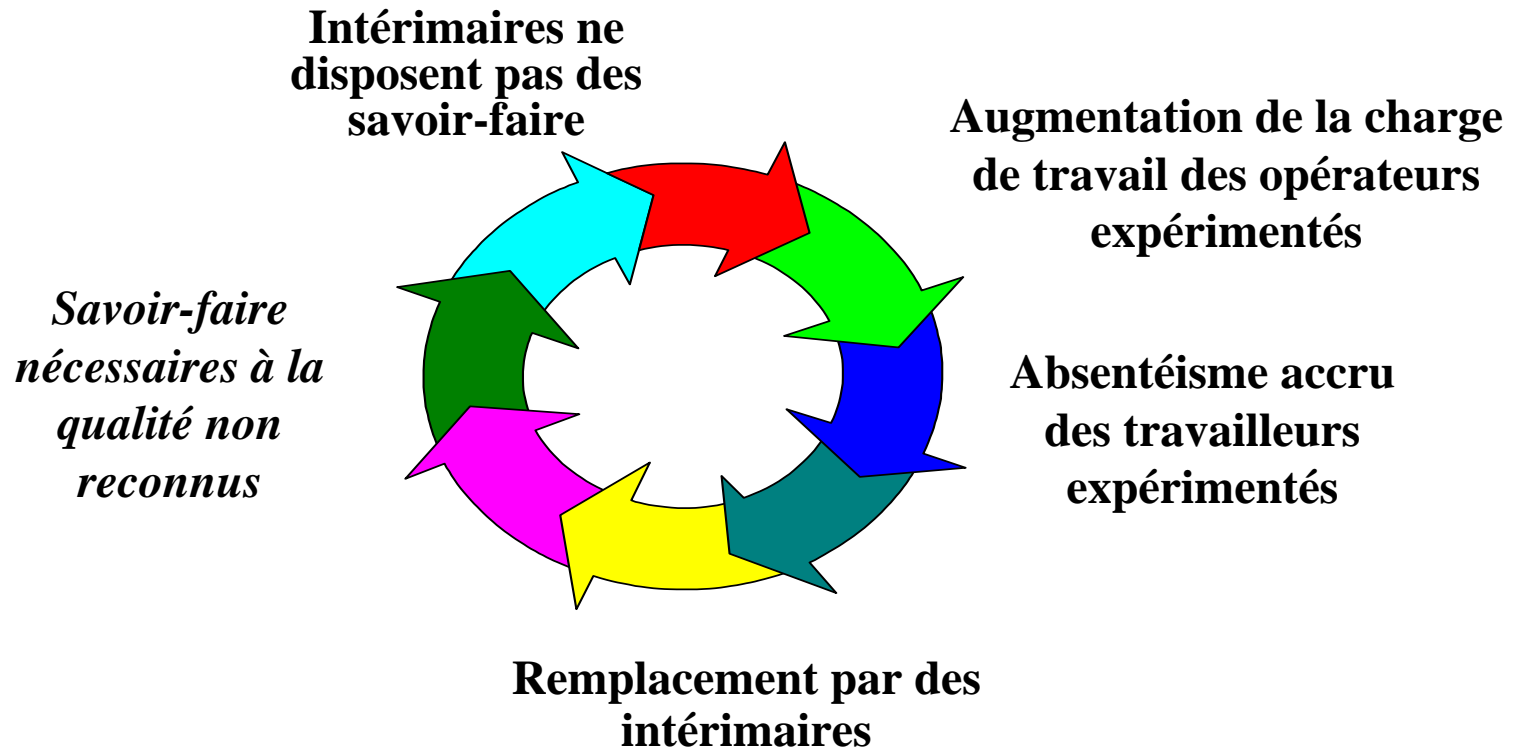 Intérimaires ne
disposent pas des
savoir-faire
Augmentation de la charge
de travail des opérateurs
expérimentés
Absentéisme accru
des travailleurs
expérimentés
Remplacement par des
intérimaires
Savoir-faire
nécessaires à la
qualité non
reconnus